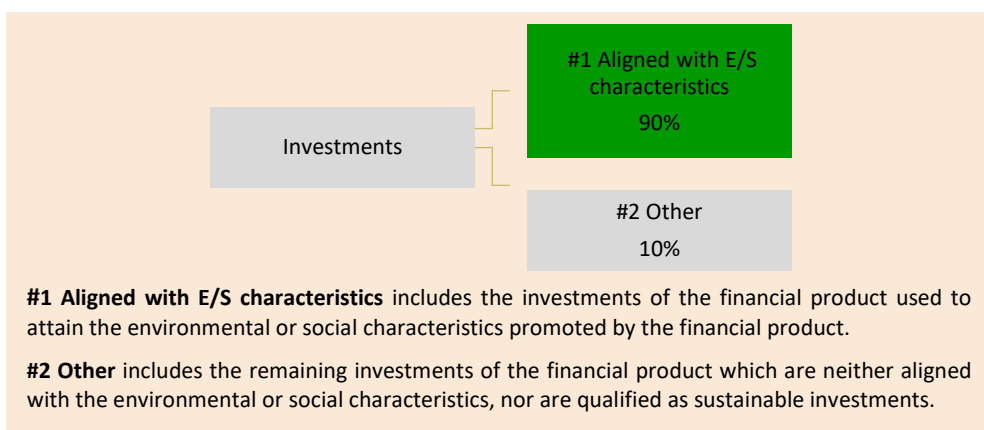 #1 Aligned with E/S
characteristics
90%
Investments
#2 Other
10%
#1 Aligned with E/S characteristics includes the investments of the financial product used to
attain the environmental or social characteristics promoted by the financial product.
#2 Other includes the remaining investments of the financial product which are neither aligned
with the environmental or social characteristics, nor are qualified as sustainable investments.